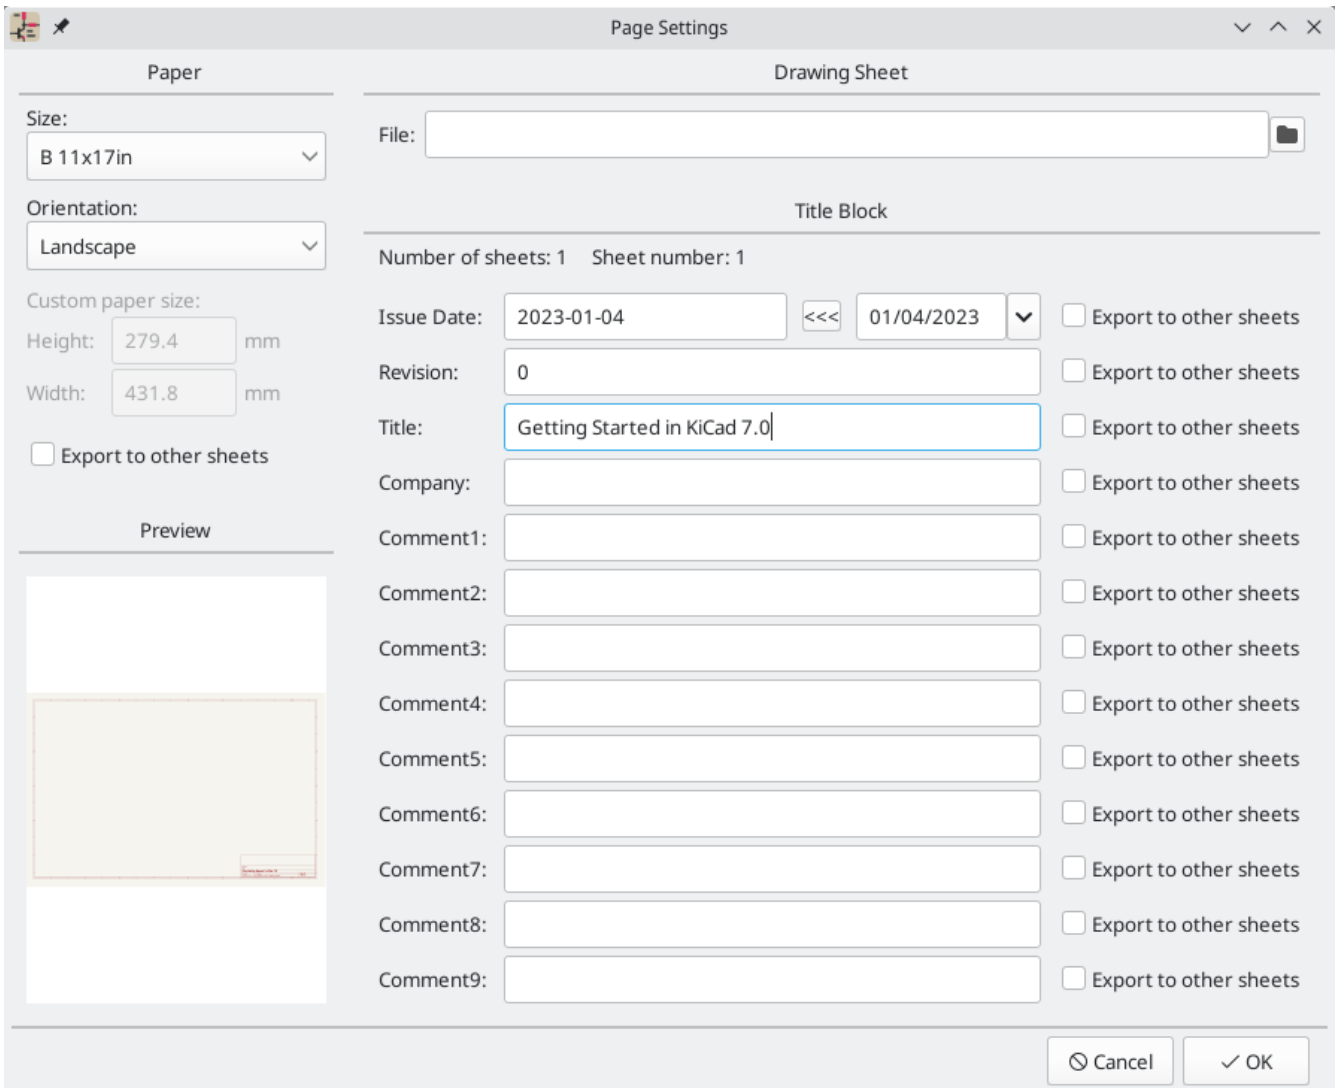 Page Settings
Paper
Size:
B 11x17in
Orientation:
Landscape
Custom paper size:
Height: 279.4 mm
Width: 431.8 mm
Export to other sheets
Preview
Drawing Sheet
File:
Title Block
Number of sheets: 1 Sheet number: 1
Issue Date: 2023-01-04 <<< 01/04/2023 Export to other sheets
Revision: 0 Export to other sheets
Title: Getting Started in KiCad 7.0 Export to other sheets
Company: Export to other sheets
Comment1: Export to other sheets
Comment2: Export to other sheets
Comment3: Export to other sheets
Comment4: Export to other sheets
Comment5: Export to other sheets
Comment6: Export to other sheets
Comment7: Export to other sheets
Comment8: Export to other sheets
Comment9: Export to other sheets
Cancel OK